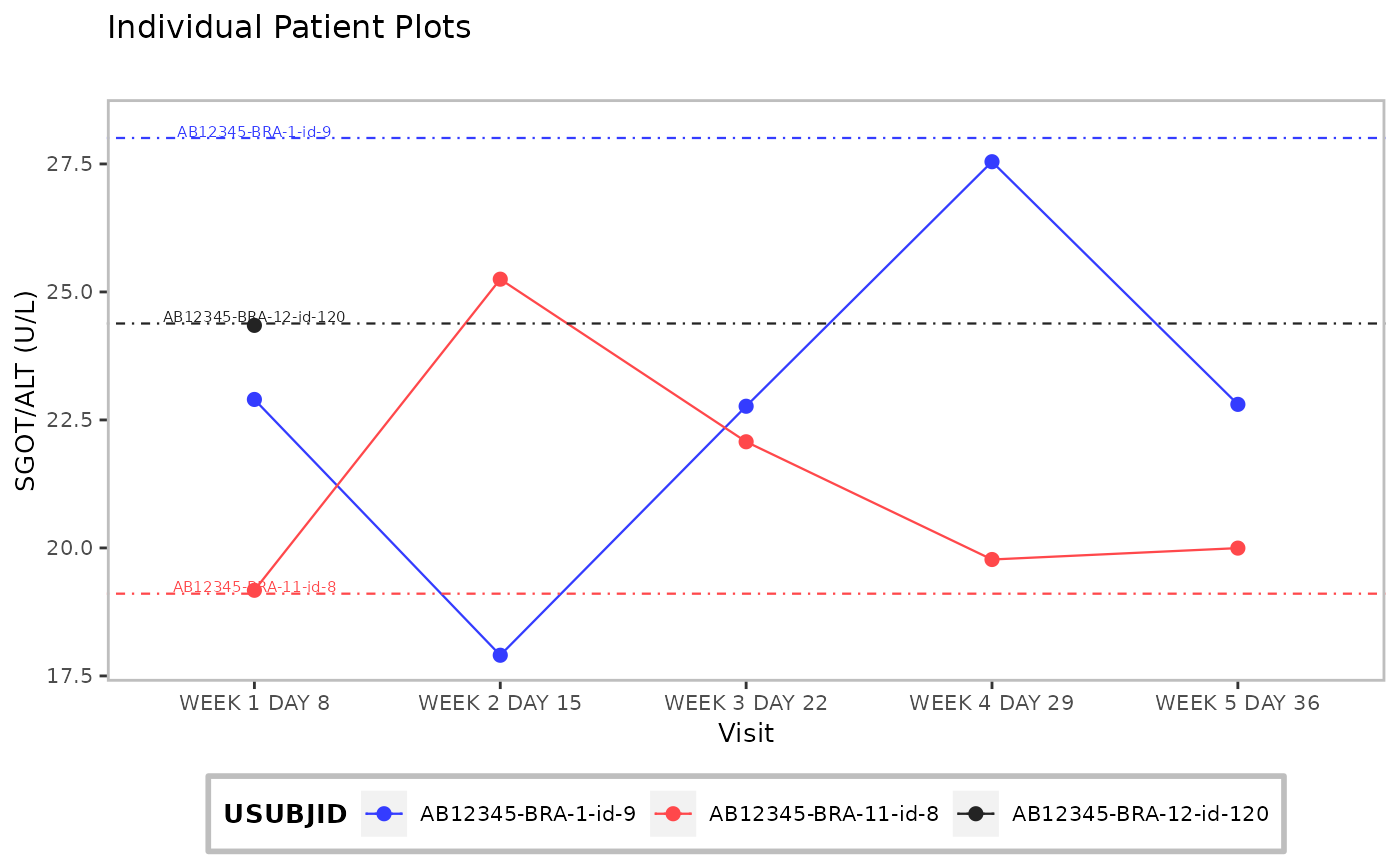 Individual Patient Plots
AB12345-BRA-1-id-9
27.5
25.0
AB12345-BRA-12-id-120
22.5
20.0
AB12345-BRA-11-id-8
17.5
SGOT/ALT (U/L)
WEEK 1 DAY 8 WEEK 2 DAY 15 WEEK 3 DAY 22 WEEK 4 DAY 29 WEEK 5 DAY 36
Visit
USUBJID AB12345-BRA-1-id-9 AB12345-BRA-11-id-8 AB12345-BRA-12-id-120